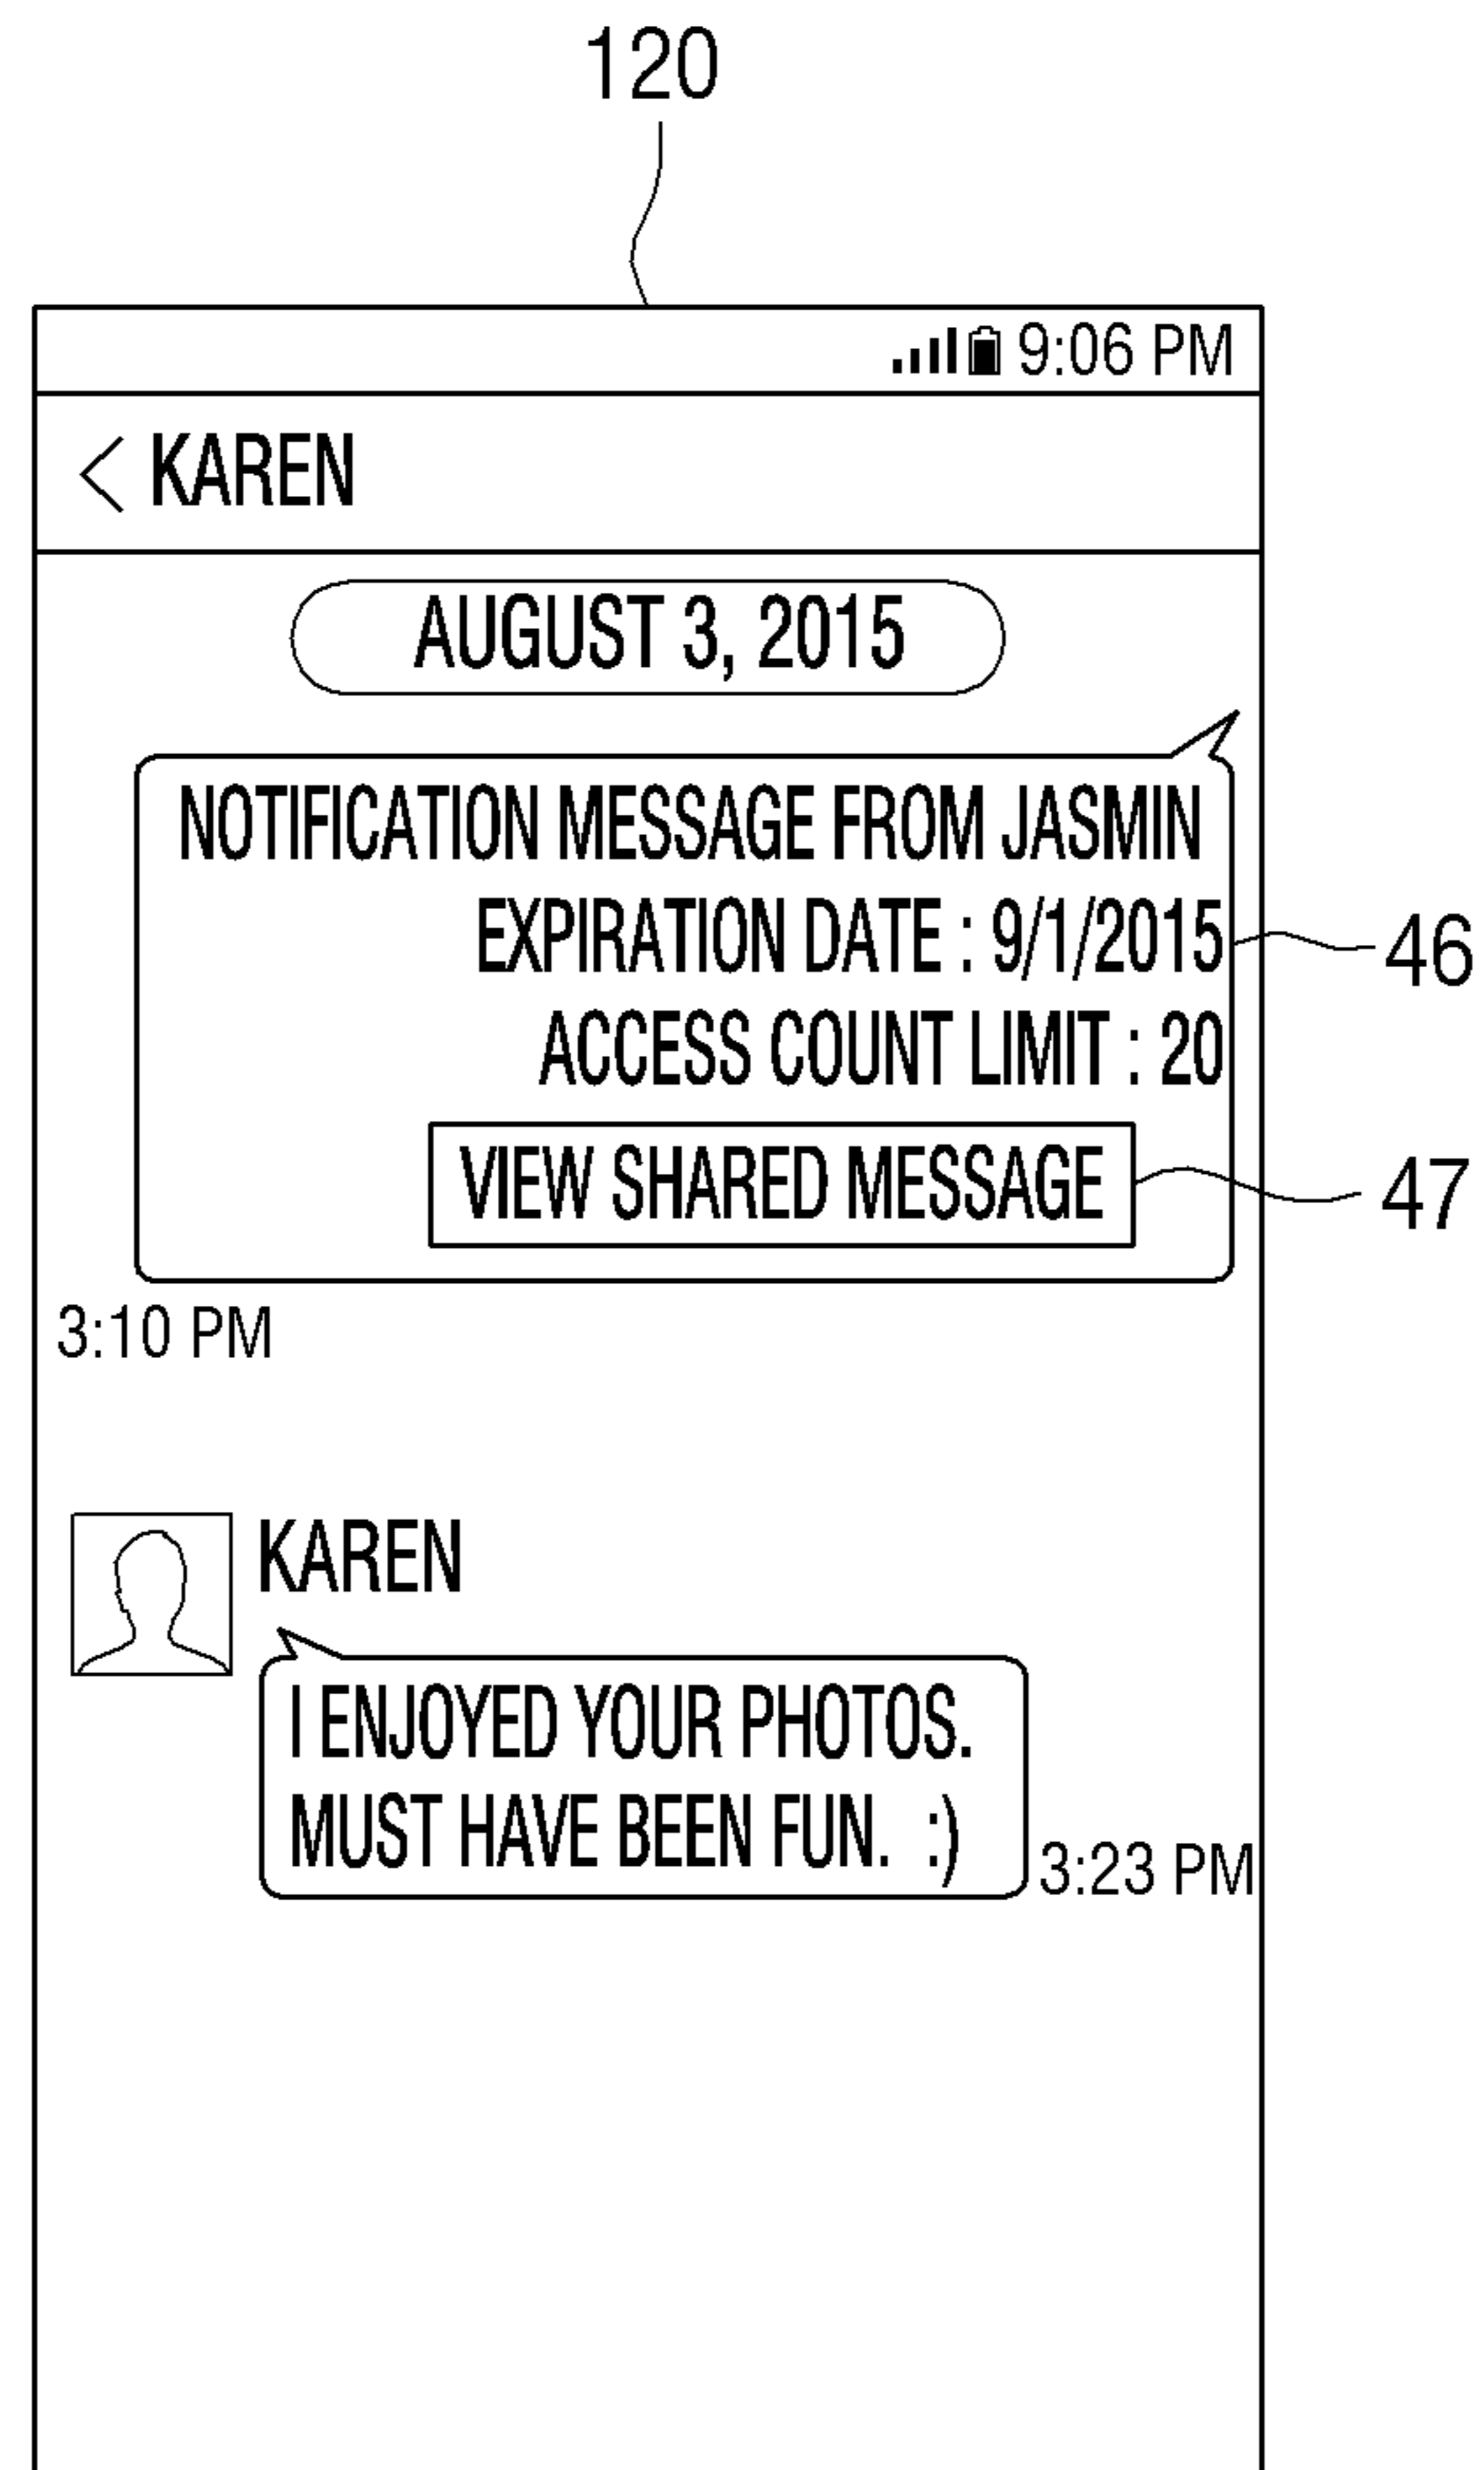 120
9:06 PM
< KAREN
AUGUST 3, 2015
NOTIFICATION MESSAGE FROM JASMIN
EXPIRATION DATE : 9/1/2015
46
ACCESS COUNT LIMIT : 20
VIEW SHARED MESSAGE
47
3:10 PM
KAREN
I ENJOYED YOUR PHOTOS.
MUST HAVE BEEN FUN. :)
3:23 PM